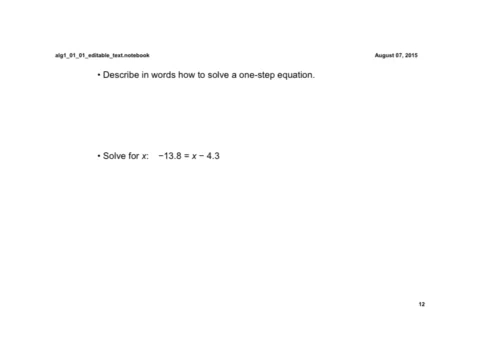 alg1_01_01_editable_text.notebook August 07, 2015
• Describe in words how to solve a one-step equation.
• Solve for x: −13.8 = x − 4.3
12